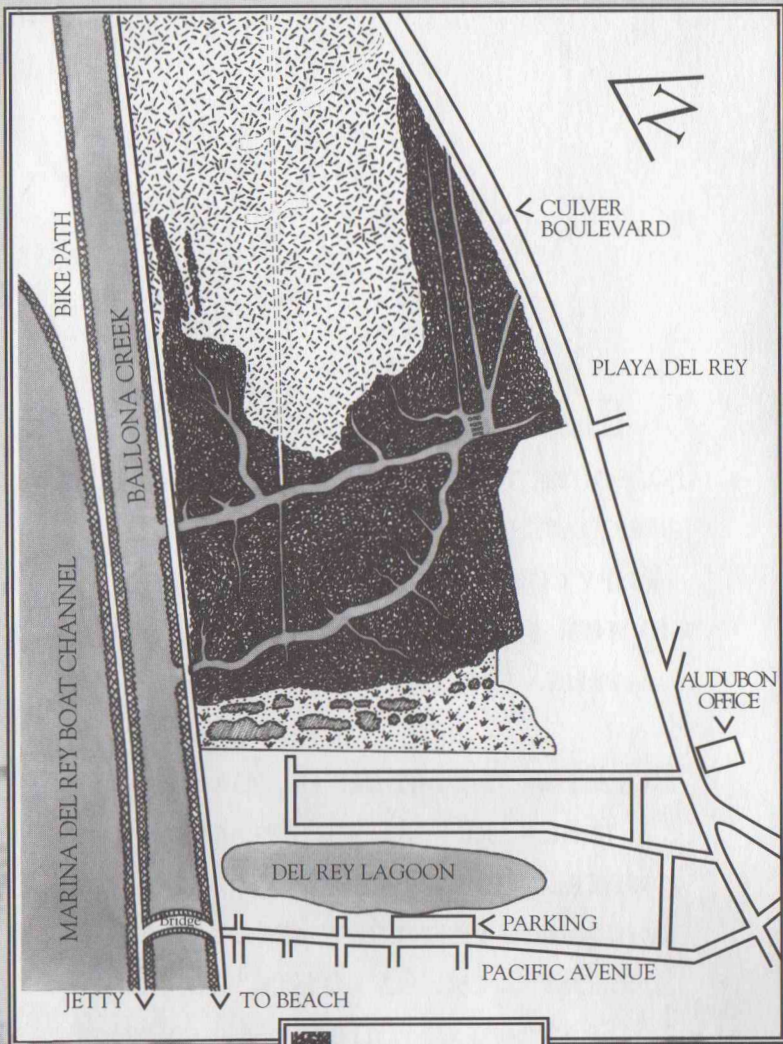 N
CULVER
BOULEVARD
BIKE PATH
BALLONA CREEK
PLAYA DEL REY
MARINA DEL REY BOAT CHANNEL
AUDUBON
OFFICE
DEL REY LAGOON
bridge
PARKING
PACIFIC AVENUE
JETTY
TO BEACH